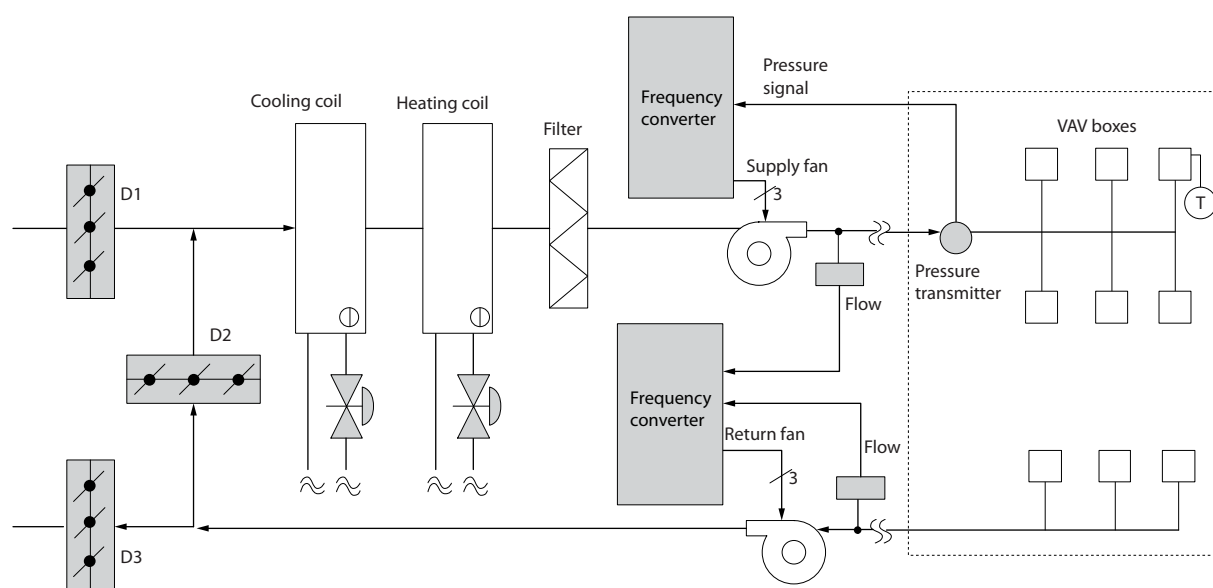 Cooling coil
Heating coil
Filter
Frequency
converter
Pressure
signal
VAV boxes
D1
Supply fan
3
T
Pressure
transmitter
Flow
D2
Frequency
converter
Return fan
Flow
3
D3